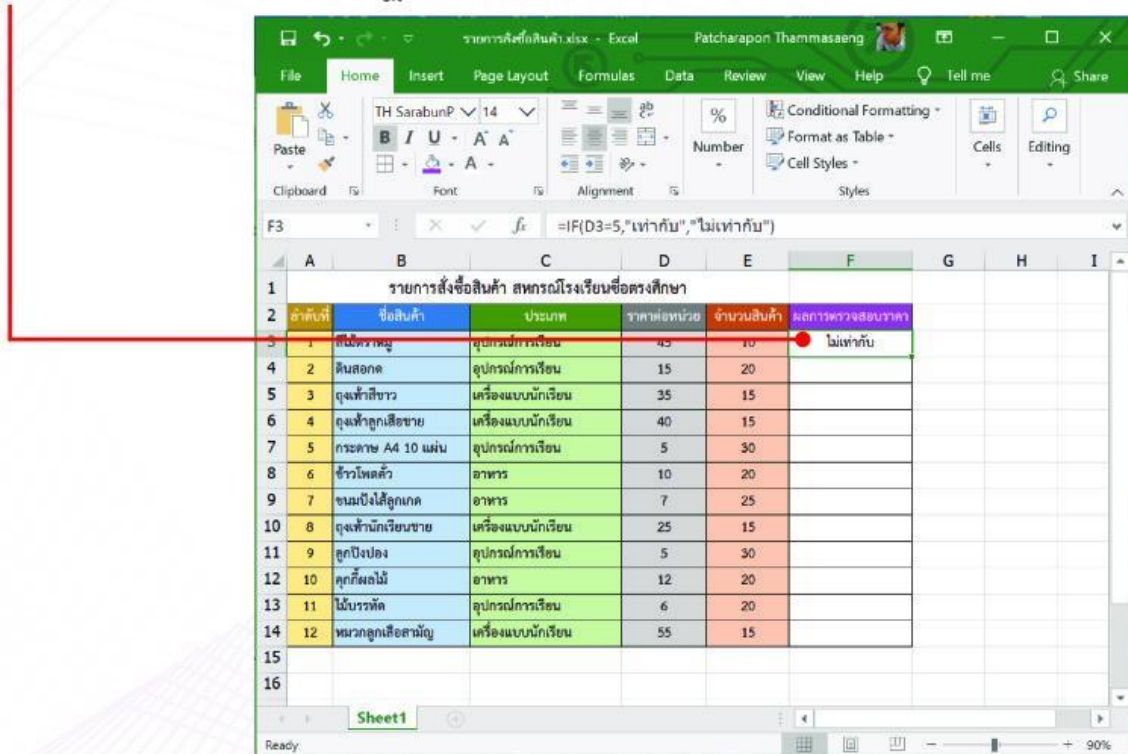 รายการสั่งซื้อสินค้า.xlsx - Excel Patcharapon Thammasaeng
File Home Insert Page Layout Formulas Data Review View Help Tell me Share
Paste
TH SarabunP 14
B I U A A
A
ab
%
Number
Conditional Formatting
Format as Table
Cell Styles
Cells
Editing
Clipboard Font Alignment Styles
F3 fx =IF(D3=5,"เท่ากับ","ไม่เท่ากับ")
A B C D E F G H I
1 รายการสั่งซื้อสินค้า สหกรณ์โรงเรียนซื่อตรงศึกษา
2 ลำดับที่ ชื่อสินค้า ประเภท ราคาต่อหน่วย จำนวนสินค้า ผลการตรวจสอบราคา
3 1 อุปกรณ์การเรียน 45 10 ไม่เท่ากับ
4 2 ดินสอกด อุปกรณ์การเรียน 15 20
5 3 ถุงเท้าสีขาว เครื่องแบบนักเรียน 35 15
6 4 ถุงเท้าลูกเสือชาย เครื่องแบบนักเรียน 40 15
7 5 กระดาษ A4 10 แผ่น อุปกรณ์การเรียน 5 30
8 6 ข้าวโพดคั่ว อาหาร 10 20
9 7 ขนมปังไส้ลูกเกด อาหาร 7 25
10 8 ถุงเท้านักเรียนชาย เครื่องแบบนักเรียน 25 15
11 9 ลูกปิงปอง อุปกรณ์การเรียน 5 30
12 10 คุกกี้ผลไม้ อาหาร 12 20
13 11 ไม้บรรทัด อุปกรณ์การเรียน 6 20
14 12 หมวกลูกเสือสามัญ เครื่องแบบนักเรียน 55 15
15
16
Sheet1
Ready 90%